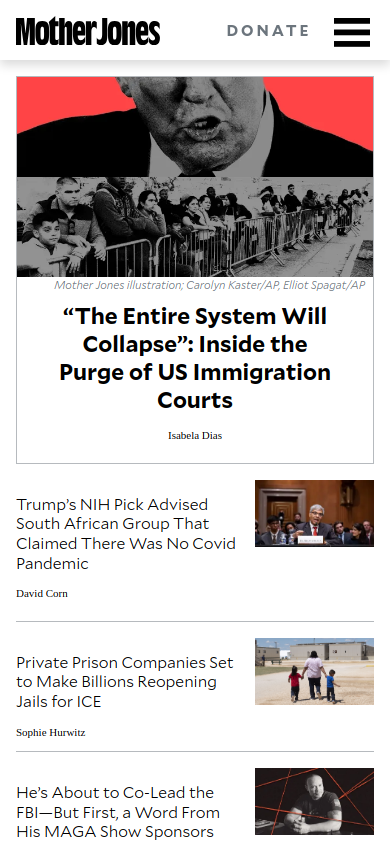 Mother Jones
DONATE
Mother Jones illustration; Carolyn Kaster/AP, Elliot Spagat/AP
“The Entire System Will
Collapse”: Inside the
Purge of US Immigration
Courts
Isabela Dias
Trump’s NIH Pick Advised
South African Group That
Claimed There Was No Covid
Pandemic
David Corn
Private Prison Companies Set
to Make Billions Reopening
Jails for ICE
Sophie Hurwitz
He’s About to Co-Lead the
FBI—But First, a Word From
His MAGA Show Sponsors